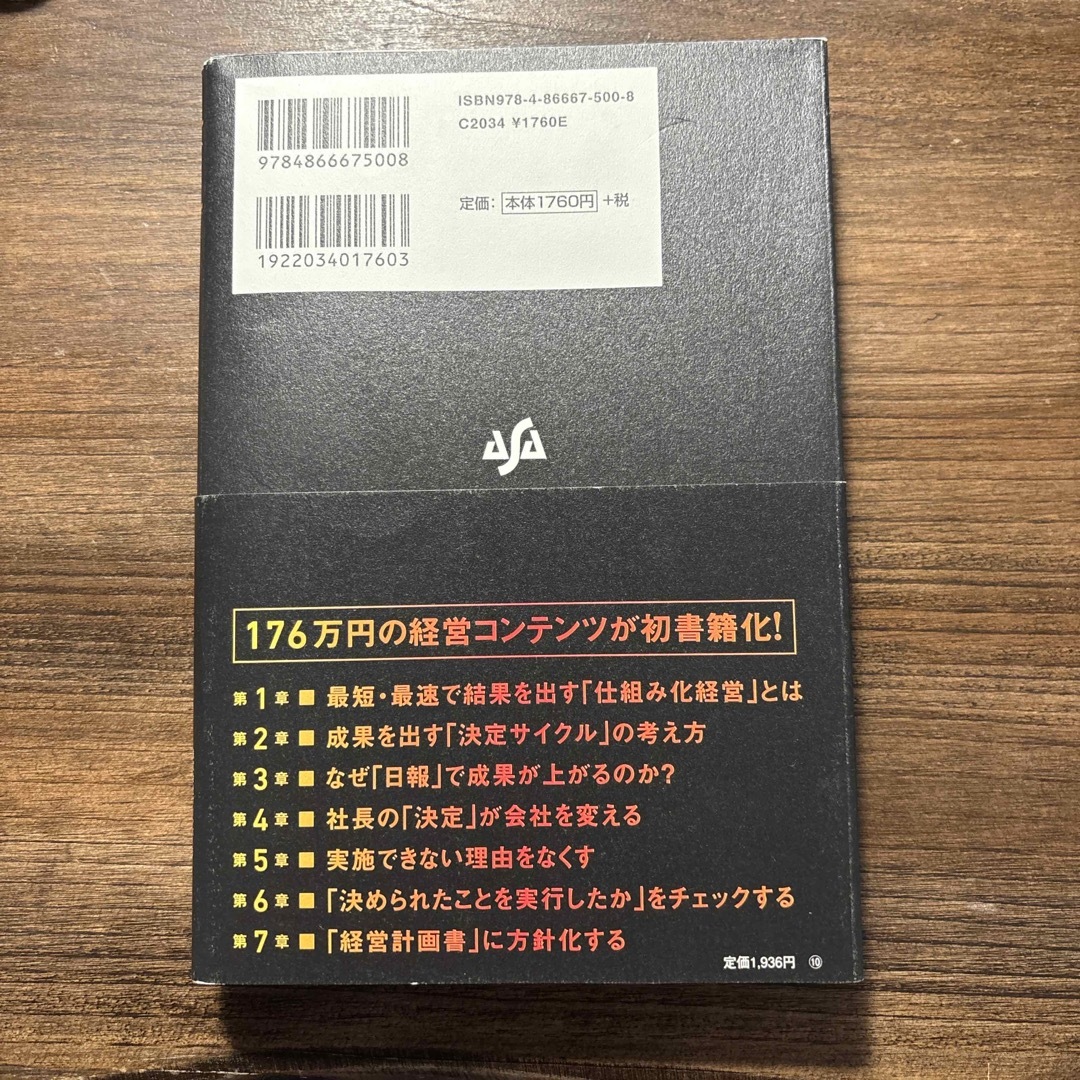 ISBN978-4-86667-500-8
C2034 ¥1760E
9784866675008
定価：本体1760円+税
1922034017603
ASA
176万円の経営コンテンツが初書籍化！
第1章■最短・最速で結果を出す「仕組み化経営」とは
第2章■成果を出す「決定サイクル」の考え方
第3章■なぜ「日報」で成果が上がるのか？
第4章■社長の「決定」が会社を変える
第5章■実施できない理由をなくす
第6章■「決められたことを実行したか」をチェックする
第7章■「経営計画書」に方針化する
定価1,936円 ⑩